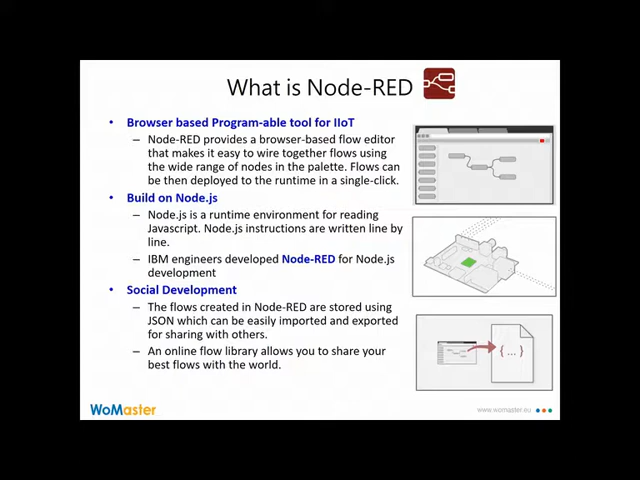 What is Node-RED
• Browser based Program-able tool for IIoT
– Node-RED provides a browser-based flow editor
that makes it easy to wire together flows using
the wide range of nodes in the palette. Flows can
be then deployed to the runtime in a single-click.
• Build on Node.js
– Node.js is a runtime environment for reading
Javascript. Node.js instructions are written line by
line.
– IBM engineers developed Node-RED for Node.js
development
• Social Development
– The flows created in Node-RED are stored using
JSON which can be easily imported and exported
for sharing with others.
– An online flow library allows you to share your
best flows with the world.
{...}
WoMaster
www.womaster.eu